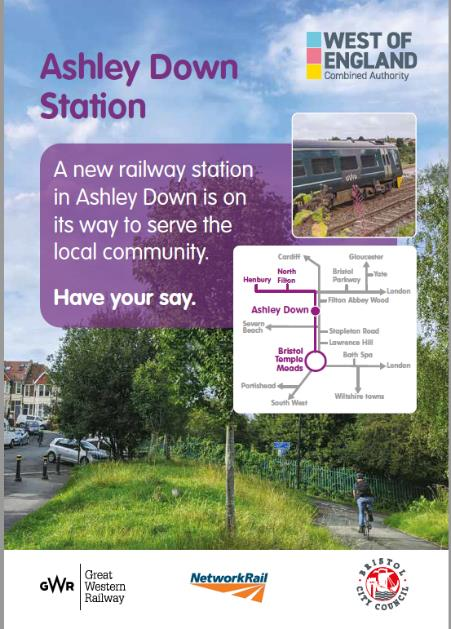 WEST OF
ENGLAND
Combined Authority
Ashley Down
Station
A new railway station
in Ashley Down is on
its way to serve the
local community.
Have your say.
GWR
Cardiff
Gloucester
Henbury
North
Filton
Bristol
Parkway
Yate
London
Filton Abbey Wood
Ashley Down
Severn
Beach
Stapleton Road
Lawrence Hill
Bristol
Temple
Meads
Bath Spa
London
Portishead
South West
Wiltshire towns
GWR
Great
Western
Railway
NetworkRail
BRISTOL
CITY COUNCIL